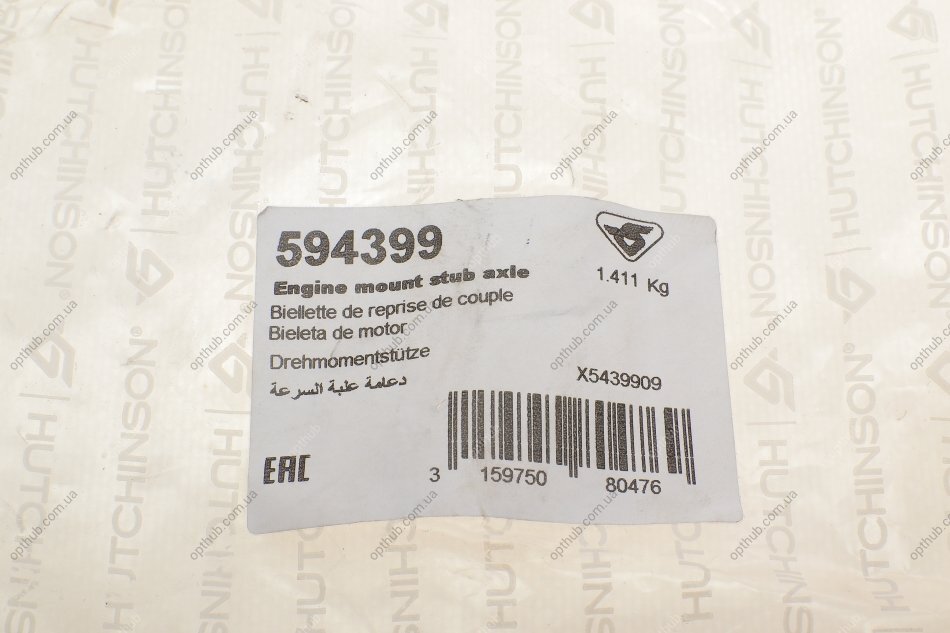 594399
Engine mount stub axle
Biellette de reprise de couple
Bieleta de motor
Drehmomentstütze
دعامة علبة السرعة
1.411 Kg
X5439909
EAC
3 159750 80476
HUTCHINSON
opthub.com.ua